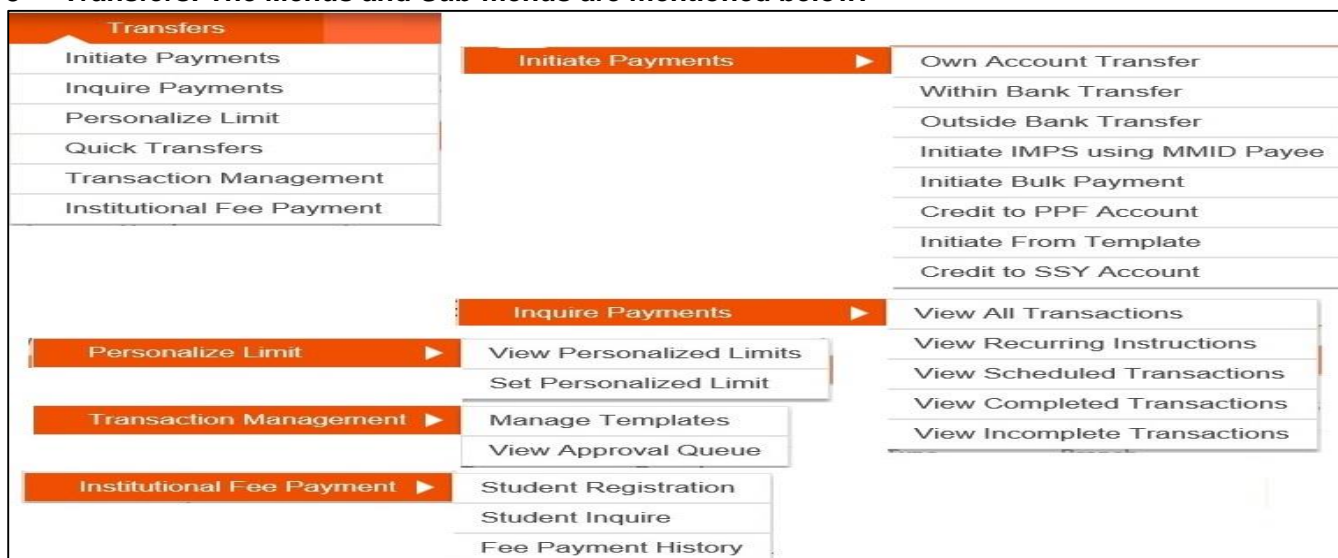 Transfers. The Menus and Sub-Menus are mentioned below:
Transfers
Initiate Payments
Inquire Payments
Personalize Limit
Quick Transfers
Transaction Management
Institutional Fee Payment
Initiate Payments
Own Account Transfer
Within Bank Transfer
Outside Bank Transfer
Initiate IMPS using MMID Payee
Initiate Bulk Payment
Credit to PPF Account
Initiate From Template
Credit to SSY Account
Inquire Payments
View All Transactions
View Recurring Instructions
View Scheduled Transactions
View Completed Transactions
View Incomplete Transactions
Personalize Limit
View Personalized Limits
Set Personalized Limit
Transaction Management
Manage Templates
View Approval Queue
Institutional Fee Payment
Student Registration
Student Inquire
Fee Payment History